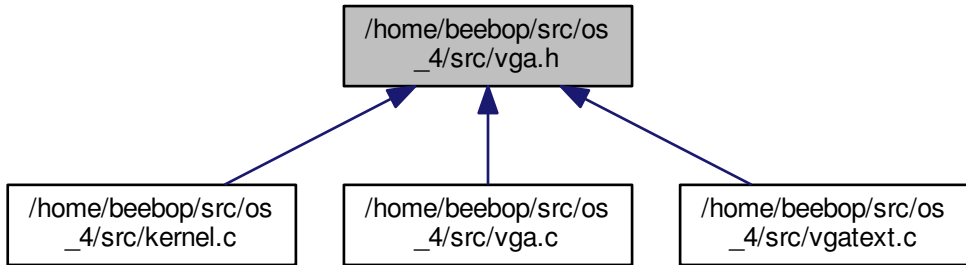 /home/beebop/src/os
_4/src/vga.h
/home/beebop/src/os
_4/src/kernel.c
/home/beebop/src/os
_4/src/vga.c
/home/beebop/src/os
_4/src/vgatext.c